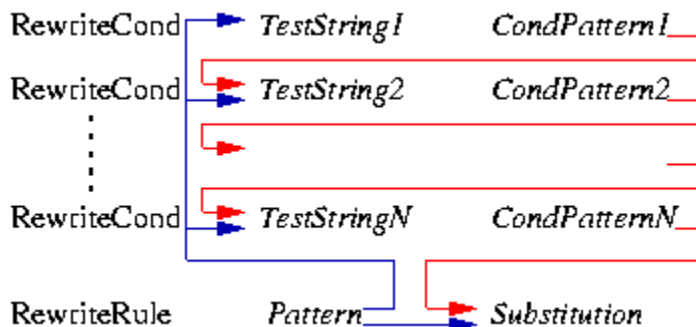 RewriteCond TestString1 CondPattern1
RewriteCond TestString2 CondPattern2
RewriteCond TestStringN CondPatternN
RewriteRule Pattern Substitution